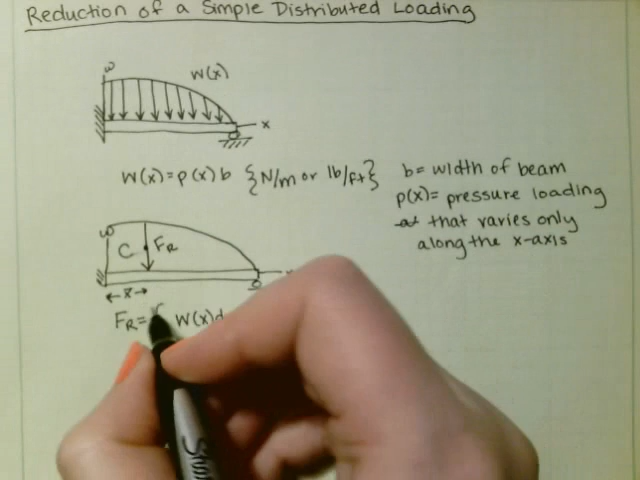 Reduction of a Simple Distributed Loading
w
w(x)
x
w(x)=p(x)b {N/m or lb/ft}
b= width of beam
p(x)= pressure loading
that varies only
along the x-axis
w
C FR
x̄
FR= w(x)d